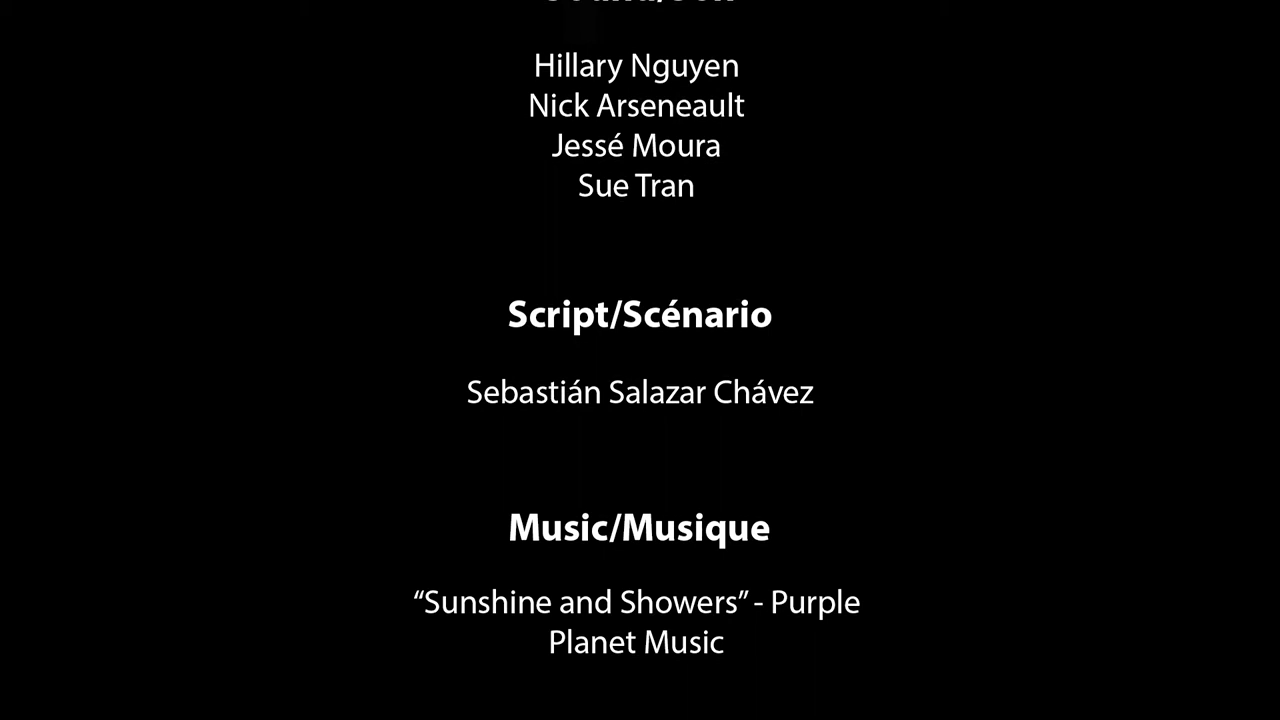 Hillary Nguyen
Nick Arseneault
Jessé Moura
Sue Tran
Script/Scénario
Sebastián Salazar Chávez
Music/Musique
“Sunshine and Showers” - Purple
Planet Music